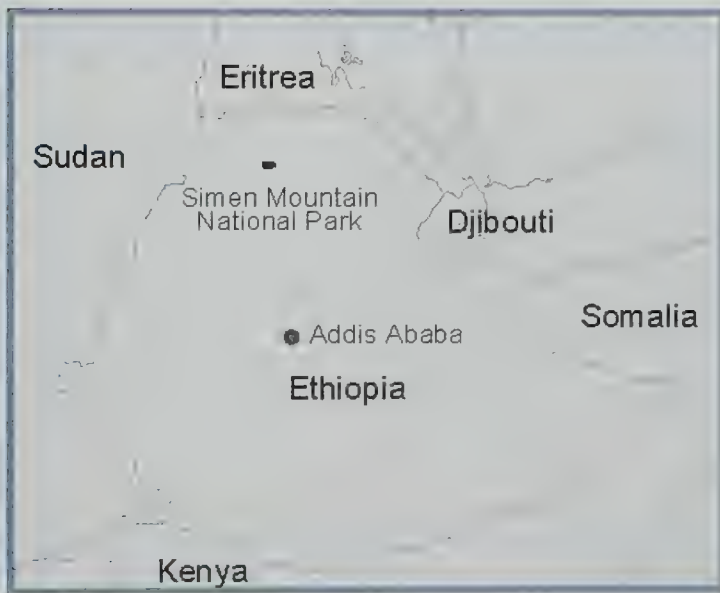 Eritrea
Sudan
Simen Mountain
National Park
Djibouti
Somalia
Addis Ababa
Ethiopia
Kenya